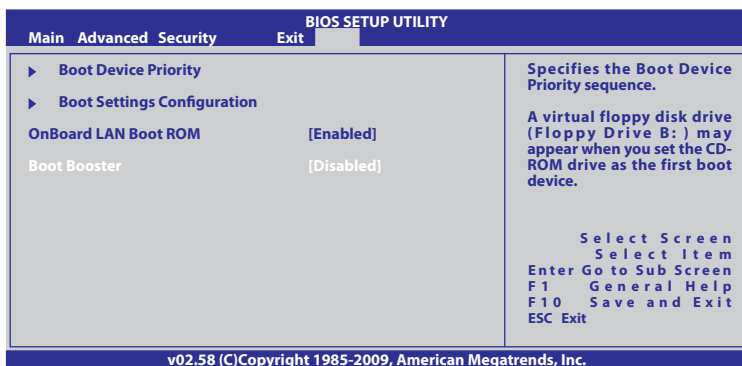 BIOS SETUP UTILITY
Main Advanced Security Exit
Boot Device Priority
Boot Settings Configuration
OnBoard LAN Boot ROM [Enabled]
Boot Booster [Disabled]
Specifies the Boot Device
Priority sequence.
A virtual floppy disk drive
(Floppy Drive B: ) may
appear when you set the CD-
ROM drive as the first boot
device.
Select Screen
Select Item
Enter Go to Sub Screen
F1 General Help
F10 Save and Exit
ESC Exit
v02.58 (C)Copyright 1985-2009, American Megatrends, Inc.